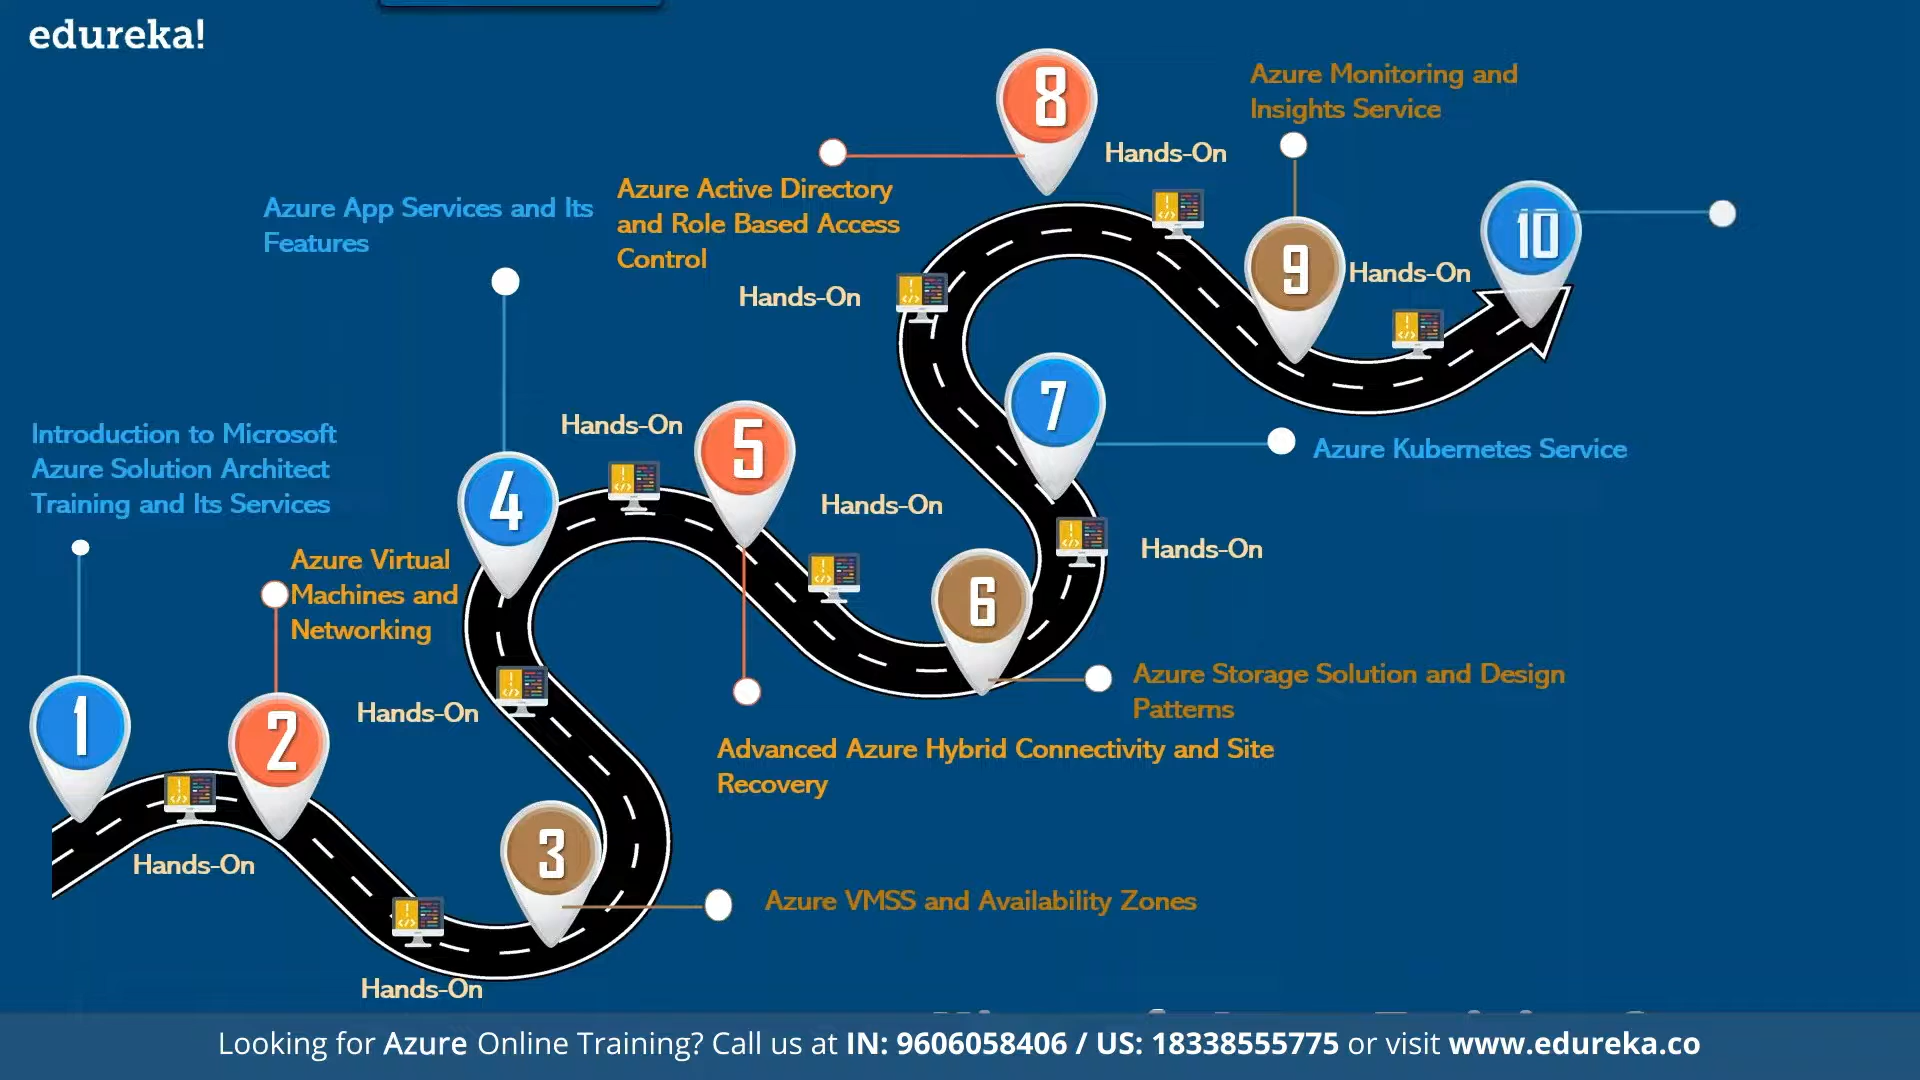 edureka!
8
Azure Monitoring and
Insights Service
Hands-On
Azure Active Directory
and Role Based Access
Control
Azure App Services and Its
Features
10
9
Hands-On
Hands-On
7
Azure Kubernetes Service
Introduction to Microsoft
Azure Solution Architect
Training and Its Services
Hands-On
5
4
Hands-On
Hands-On
Azure Virtual
Machines and
Networking
6
Azure Storage Solution and Design
Patterns
1
2
Hands-On
Advanced Azure Hybrid Connectivity and Site
Recovery
3
Hands-On
Azure VMSS and Availability Zones
Hands-On
Looking for Azure Online Training? Call us at IN: 9606058406 / US: 18338555775 or visit www.edureka.co